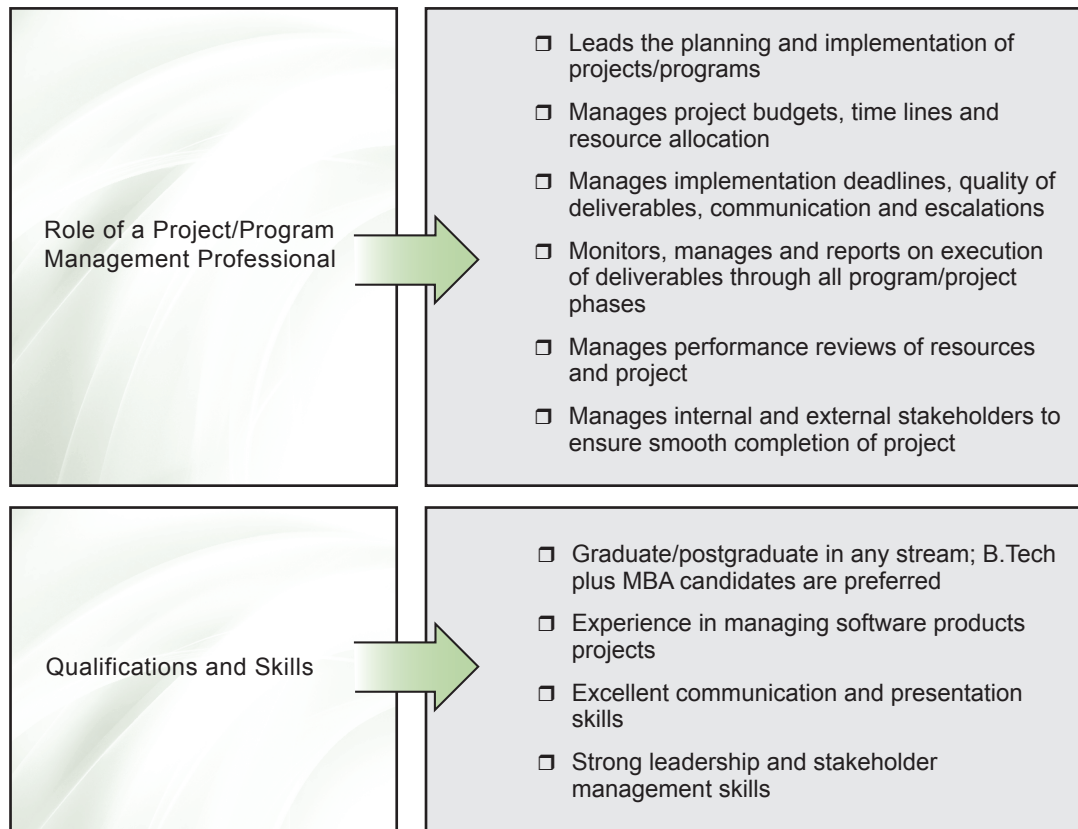 Role of a Project/Program
Management Professional
❒ Leads the planning and implementation of
projects/programs
❒ Manages project budgets, time lines and
resource allocation
❒ Manages implementation deadlines, quality of
deliverables, communication and escalations
❒ Monitors, manages and reports on execution
of deliverables through all program/project
phases
❒ Manages performance reviews of resources
and project
❒ Manages internal and external stakeholders to
ensure smooth completion of project
Qualifications and Skills
❒ Graduate/postgraduate in any stream; B.Tech
plus MBA candidates are preferred
❒ Experience in managing software products
projects
❒ Excellent communication and presentation
skills
❒ Strong leadership and stakeholder
management skills